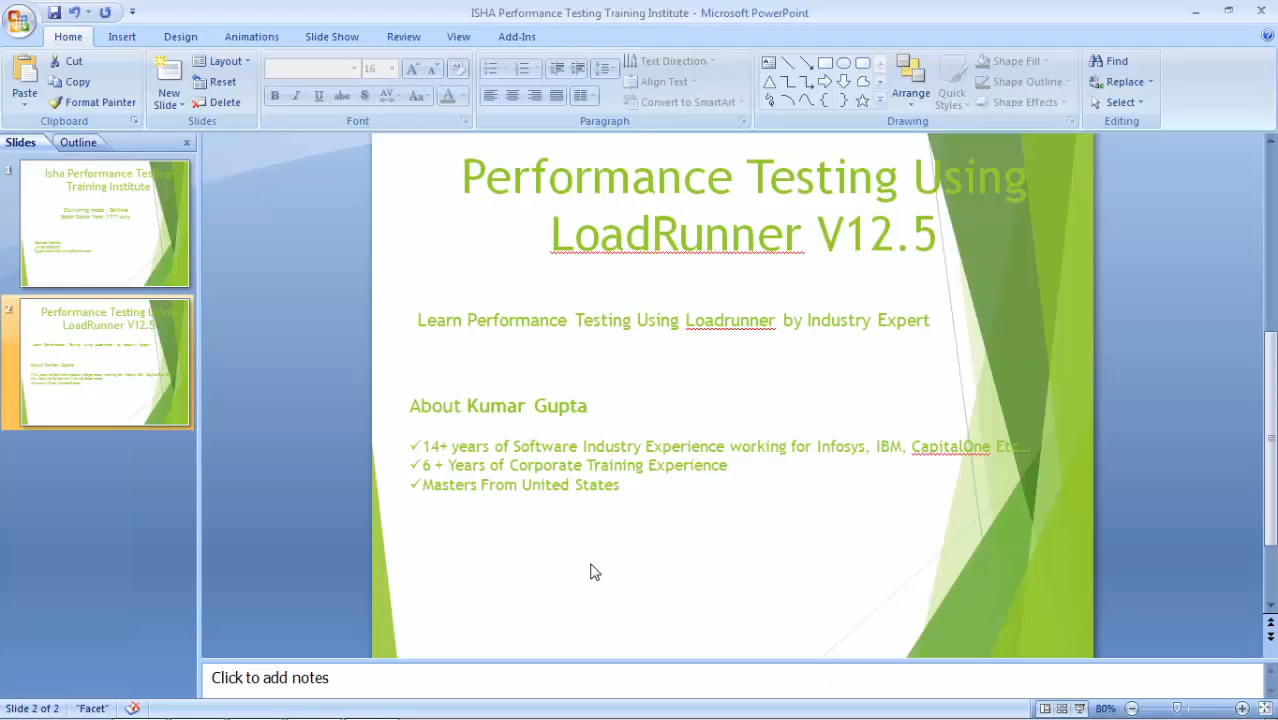 ISHA Performance Testing Training Institute - Microsoft PowerPoint
Home Insert Design Animations Slide Show Review View Add-Ins
Paste
Cut
Copy
Format Painter
Clipboard
New Slide
Layout
Reset
Delete
Slides
16
B I U abc S AV Aa A
Font
Text Direction
Align Text
Convert to SmartArt
Paragraph
Arrange
Quick Styles
Shape Fill
Shape Outline
Shape Effects
Drawing
Find
Replace
Select
Editing
Slides Outline
1
Isha Performance Testing
Training Institute
2
Performance Testing Using
LoadRunner V12.5
Performance Testing Using
LoadRunner V12.5
Learn Performance Testing Using Loadrunner by Industry Expert
About Kumar Gupta
✓14+ years of Software Industry Experience working for Infosys, IBM, CapitalOne Etc…
✓6 + Years of Corporate Training Experience
✓Masters From United States
Click to add notes
Slide 2 of 2 "Facet" 80%